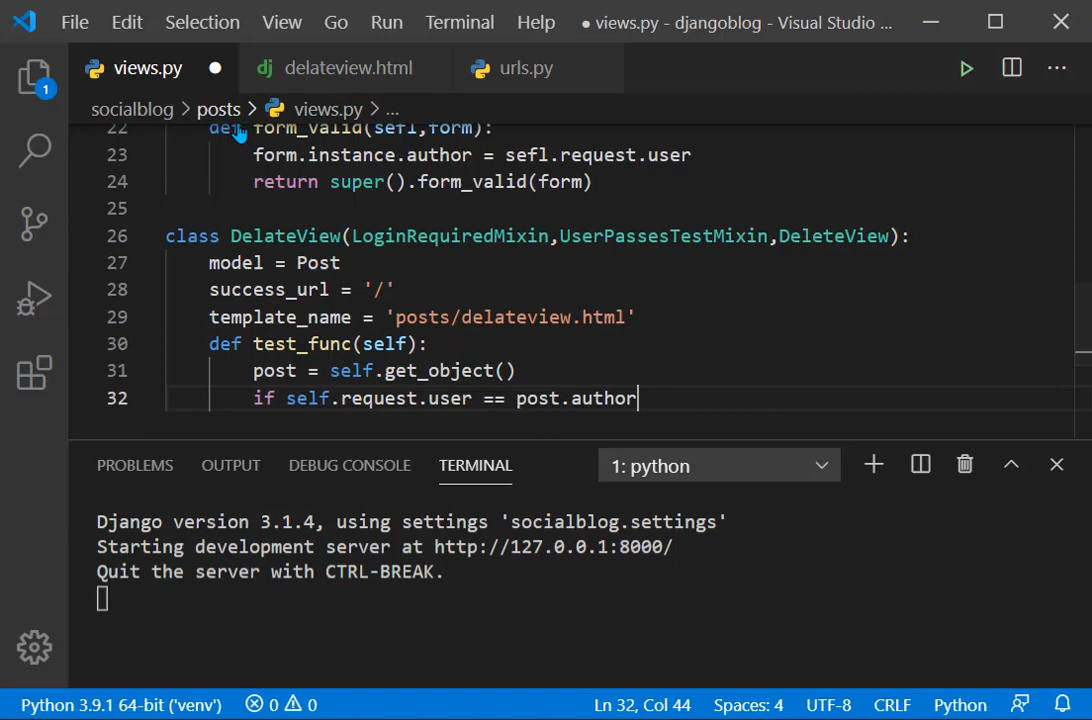 File Edit Selection View Go Run Terminal Help ● views.py - djangoblog - Visual Studio ...
views.py ● delateview.html urls.py
1
socialblog > posts > views.py > ...
22 def form_valid(sefl,form):
23 form.instance.author = sefl.request.user
24 return super().form_valid(form)
25
26 class DelateView(LoginRequiredMixin,UserPassesTestMixin,DeleteView):
27 model = Post
28 success_url = '/'
29 template_name = 'posts/delateview.html'
30 def test_func(self):
31 post = self.get_object()
32 if self.request.user == post.author
PROBLEMS OUTPUT DEBUG CONSOLE TERMINAL 1: python
Django version 3.1.4, using settings 'socialblog.settings'
Starting development server at http://127.0.0.1:8000/
Quit the server with CTRL-BREAK.
Python 3.9.1 64-bit ('venv') 0 0 Ln 32, Col 44 Spaces: 4 UTF-8 CRLF Python